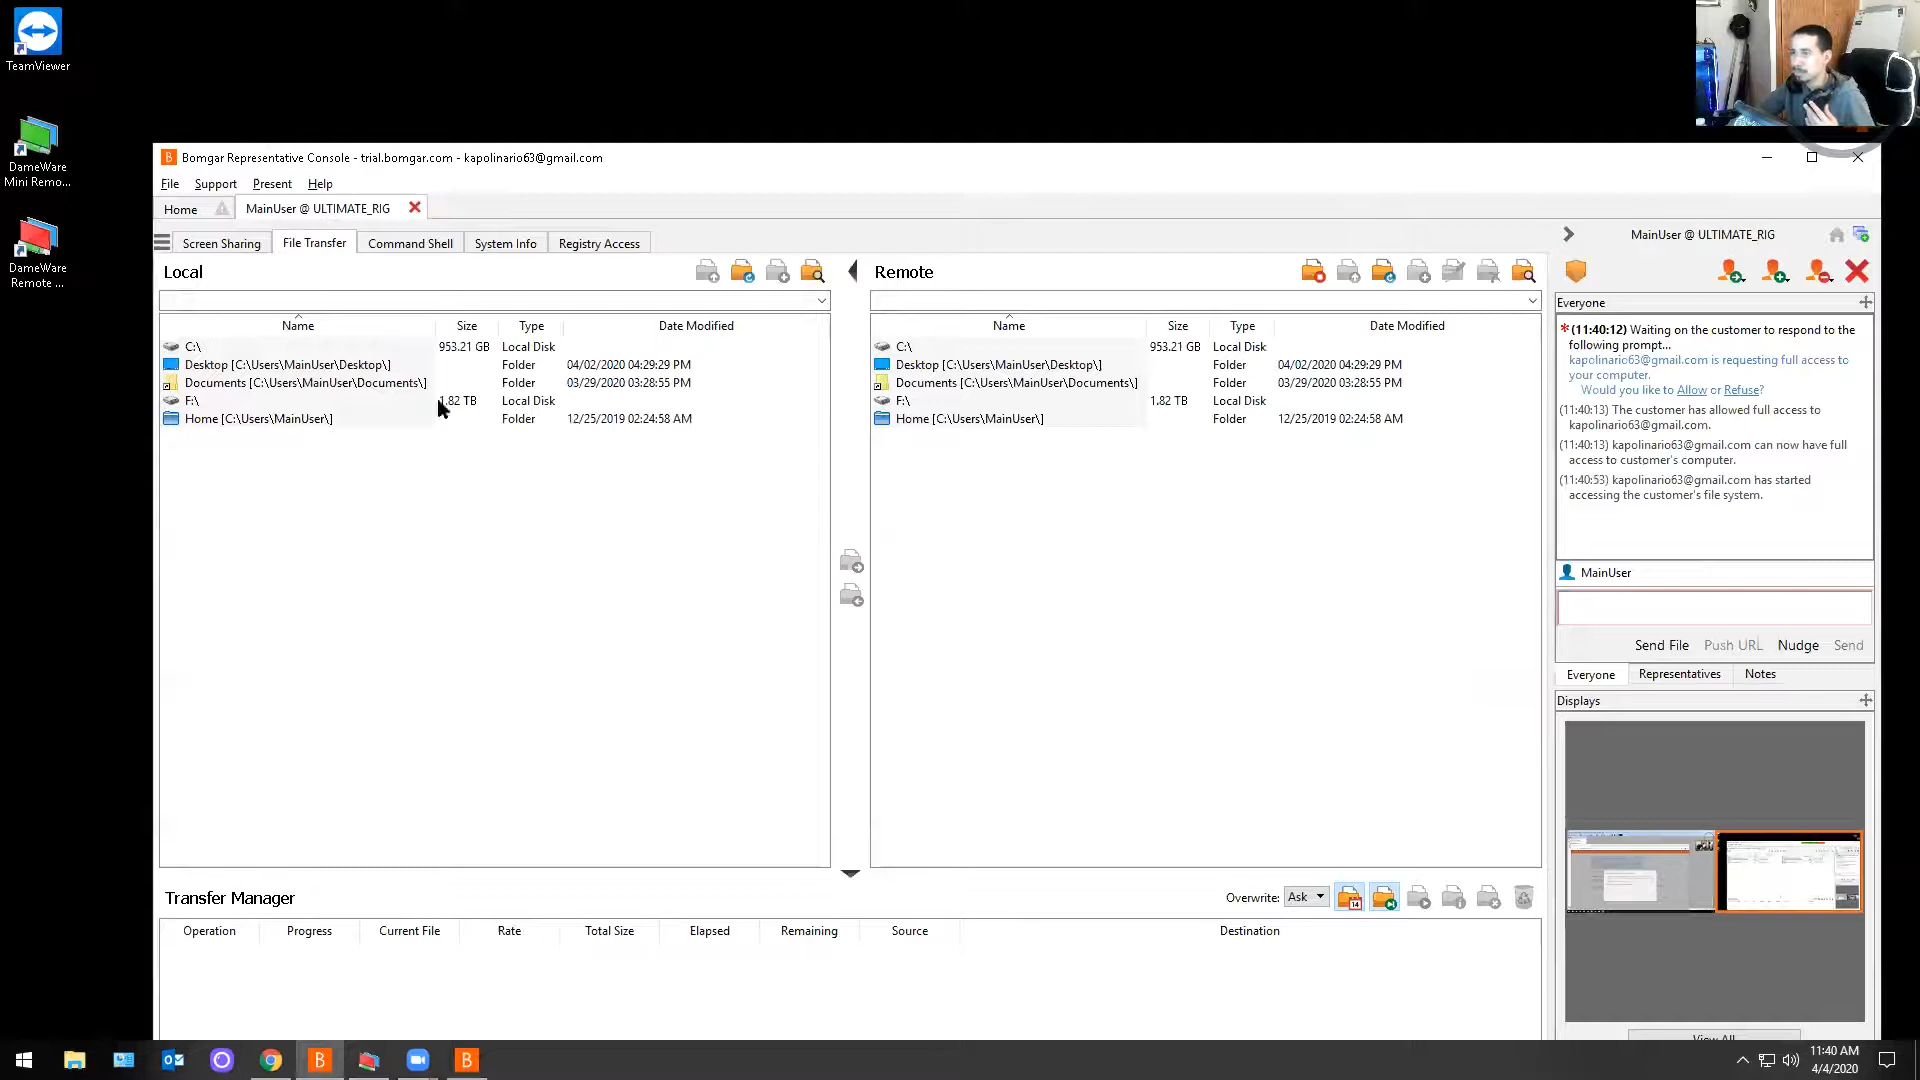 TeamViewer
DameWare
Mini Remo...
DameWare
Remote ...
Bomgar Representative Console - trial.bomgar.com - kapolinario63@gmail.com
File Support Present Help
Home MainUser @ ULTIMATE_RIG
Screen Sharing File Transfer Command Shell System Info Registry Access
MainUser @ ULTIMATE_RIG
Local
Remote
Name Size Type Date Modified
C:\ 953.21 GB Local Disk
Desktop [C:\Users\MainUser\Desktop\] Folder 04/02/2020 04:29:29 PM
Documents [C:\Users\MainUser\Documents\] Folder 03/29/2020 03:28:55 PM
F:\ 1.82 TB Local Disk
Home [C:\Users\MainUser\] Folder 12/25/2019 02:24:58 AM
Name Size Type Date Modified
C:\ 953.21 GB Local Disk
Desktop [C:\Users\MainUser\Desktop\] Folder 04/02/2020 04:29:29 PM
Documents [C:\Users\MainUser\Documents\] Folder 03/29/2020 03:28:55 PM
F:\ 1.82 TB Local Disk
Home [C:\Users\MainUser\] Folder 12/25/2019 02:24:58 AM
Everyone
*(11:40:12) Waiting on the customer to respond to the
following prompt...
kapolinario63@gmail.com is requesting full access to
your computer.
Would you like to Allow or Refuse?
(11:40:13) The customer has allowed full access to
kapolinario63@gmail.com.
(11:40:13) kapolinario63@gmail.com can now have full
access to customer's computer.
(11:40:53) kapolinario63@gmail.com has started
accessing the customer's file system.
MainUser
Send File Push URL Nudge Send
Everyone Representatives Notes
Displays
View All
Transfer Manager
Overwrite: Ask
14
Operation Progress Current File Rate Total Size Elapsed Remaining Source Destination
11:40 AM
4/4/2020